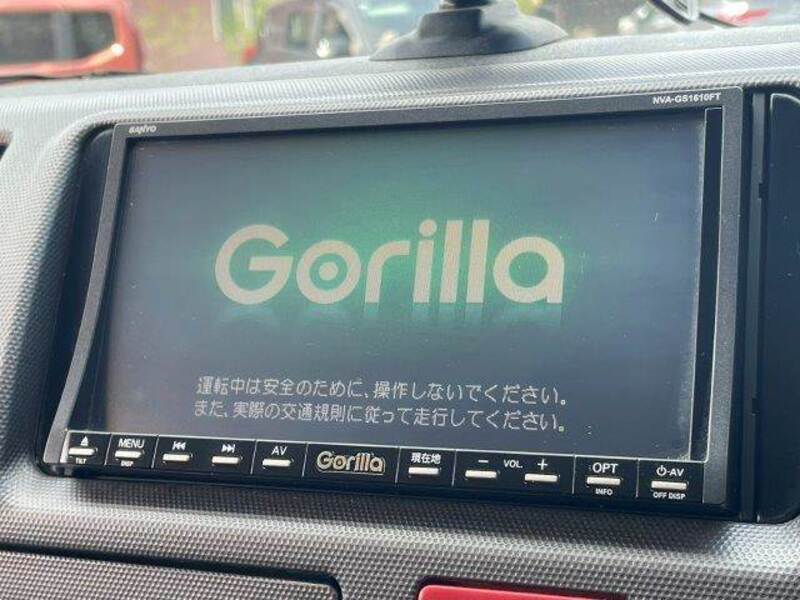 SANYO
NVA-GS1610FT
Gorilla
運転中は安全のために、操作しないでください。
また、実際の交通規則に従って走行してください。
MENU
AV
Gorilla
現在地
− VOL +
OPT
⏻-AV
TILT
DISP
INFO
OFF DISP